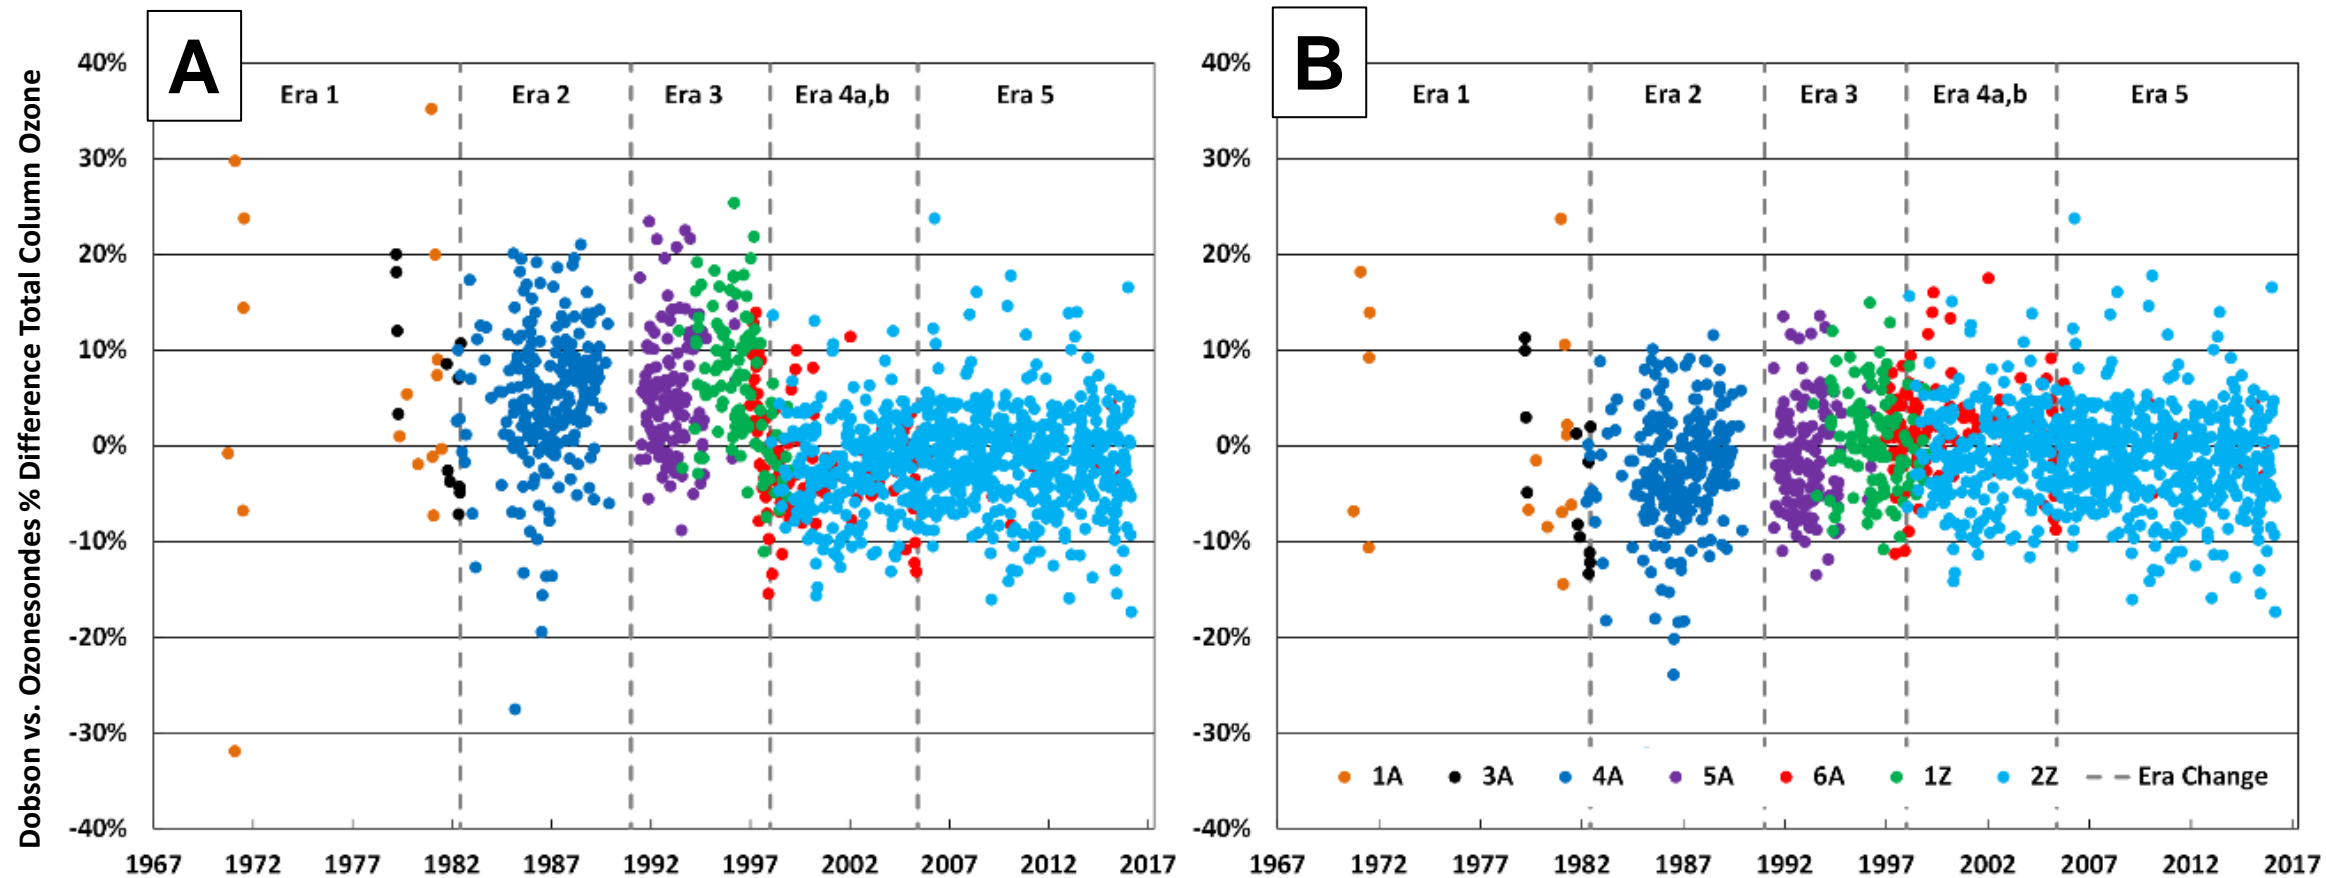 A
B
Dobson vs. Ozonesondes % Difference Total Column Ozone
40%
30%
20%
10%
0%
-10%
-20%
-30%
-40%
Era 1
Era 2
Era 3
Era 4a,b
Era 5
1967
1972
1977
1982
1987
1992
1997
2002
2007
2012
2017
40%
30%
20%
10%
0%
-10%
-20%
-30%
-40%
Era 1
Era 2
Era 3
Era 4a,b
Era 5
1A
3A
4A
5A
6A
1Z
2Z
Era Change
1967
1972
1977
1982
1987
1992
1997
2002
2007
2012
2017